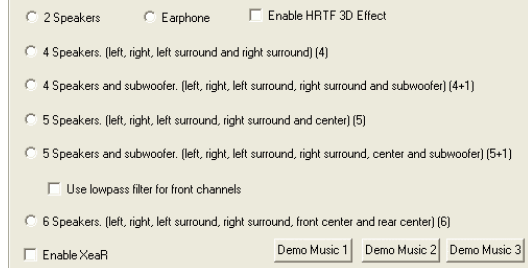 2 Speakers Earphone Enable HRTF 3D Effect
4 Speakers. (left, right, left surround and right surround) (4)
4 Speakers and subwoofer. (left, right, left surround, right surround and subwoofer) (4+1)
5 Speakers. (left, right, left surround, right surround and center) (5)
5 Speakers and subwoofer. (left, right, left surround, right surround, center and subwoofer) (5+1)
Use lowpass filter for front channels
6 Speakers. (left, right, left surround, right surround, front center and rear center) (6)
Enable XeaR Demo Music 1 Demo Music 2 Demo Music 3